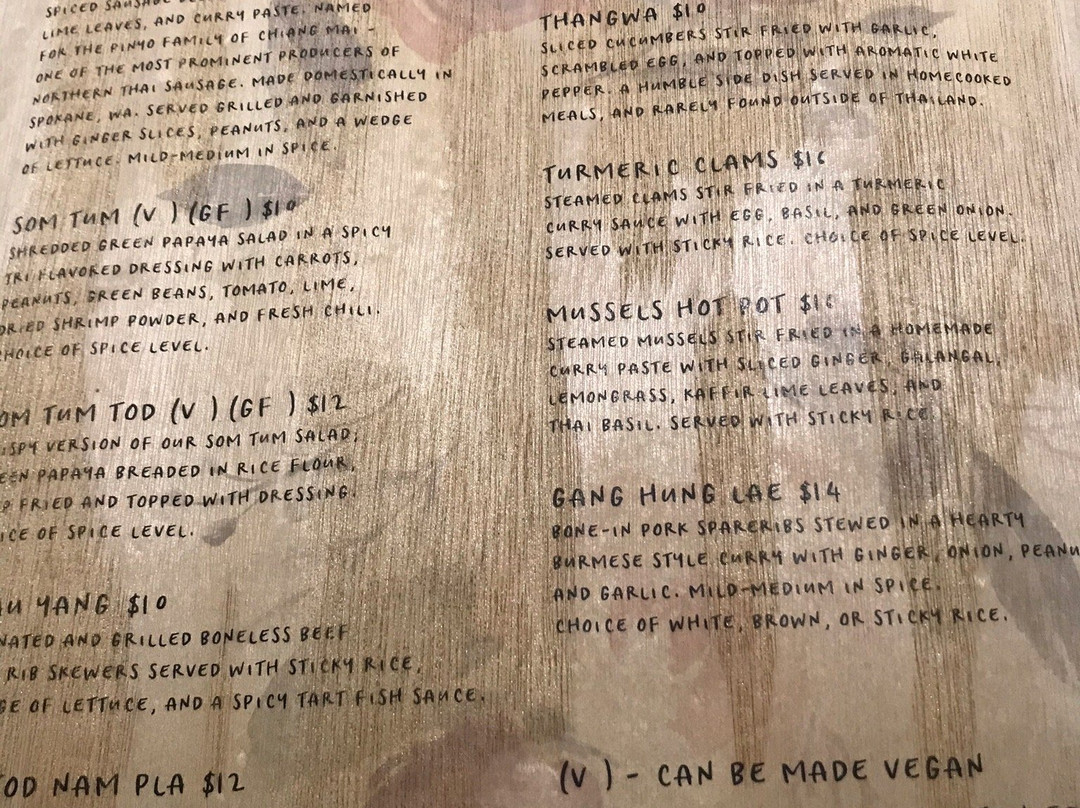 SPICED SAUSAGE
LIME LEAVES, AND CURRY PASTE. NAMED
FOR THE PINYO FAMILY OF CHIANG MAI -
ONE OF THE MOST PROMINENT PRODUCERS OF
NORTHERN THAI SAUSAGE. MADE DOMESTICALLY IN
SPOKANE, WA. SERVED GRILLED AND GARNISHED
WITH GINGER SLICES, PEANUTS, AND A WEDGE
OF LETTUCE. MILD-MEDIUM IN SPICE.
SOM TUM (V ) (GF ) $10
SHREDDED GREEN PAPAYA SALAD IN A SPICY
TRI FLAVORED DRESSING WITH CARROTS,
PEANUTS, GREEN BEANS, TOMATO, LIME,
DRIED SHRIMP POWDER, AND FRESH CHILI.
CHOICE OF SPICE LEVEL.
OM TUM TOD (V ) (GF ) $12
ISPY VERSION OF OUR SOM TUM SALAD;
EEN PAPAYA BREADED IN RICE FLOUR,
P FRIED AND TOPPED WITH DRESSING.
ICE OF SPICE LEVEL.
AU YANG $10
NATED AND GRILLED BONELESS BEEF
RIB SKEWERS SERVED WITH STICKY RICE,
GE OF LETTUCE, AND A SPICY TART FISH SAUCE.
OD NAM PLA $12
THANGWA $10
SLICED CUCUMBERS STIR FRIED WITH GARLIC,
SCRAMBLED EGG, AND TOPPED WITH AROMATIC WHITE
PEPPER. A HUMBLE SIDE DISH SERVED IN HOMECOOKED
MEALS, AND RARELY FOUND OUTSIDE OF THAILAND.
TURMERIC CLAMS $16
STEAMED CLAMS STIR FRIED IN A TURMERIC
CURRY SAUCE WITH EGG, BASIL, AND GREEN ONION.
SERVED WITH STICKY RICE. CHOICE OF SPICE LEVEL.
MUSSELS HOT POT $16
STEAMED MUSSELS STIR FRIED IN A HOMEMADE
CURRY PASTE WITH SLICED GINGER, GALANGAL,
LEMONGRASS, KAFFIR LIME LEAVES, AND
THAI BASIL. SERVED WITH STICKY RICE.
GANG HUNG LAE $14
BONE-IN PORK SPARERIBS STEWED IN A HEARTY
BURMESE STYLE CURRY WITH GINGER, ONION, PEANU
AND GARLIC. MILD-MEDIUM IN SPICE.
CHOICE OF WHITE, BROWN, OR STICKY RICE.
(V ) - CAN BE MADE VEGAN